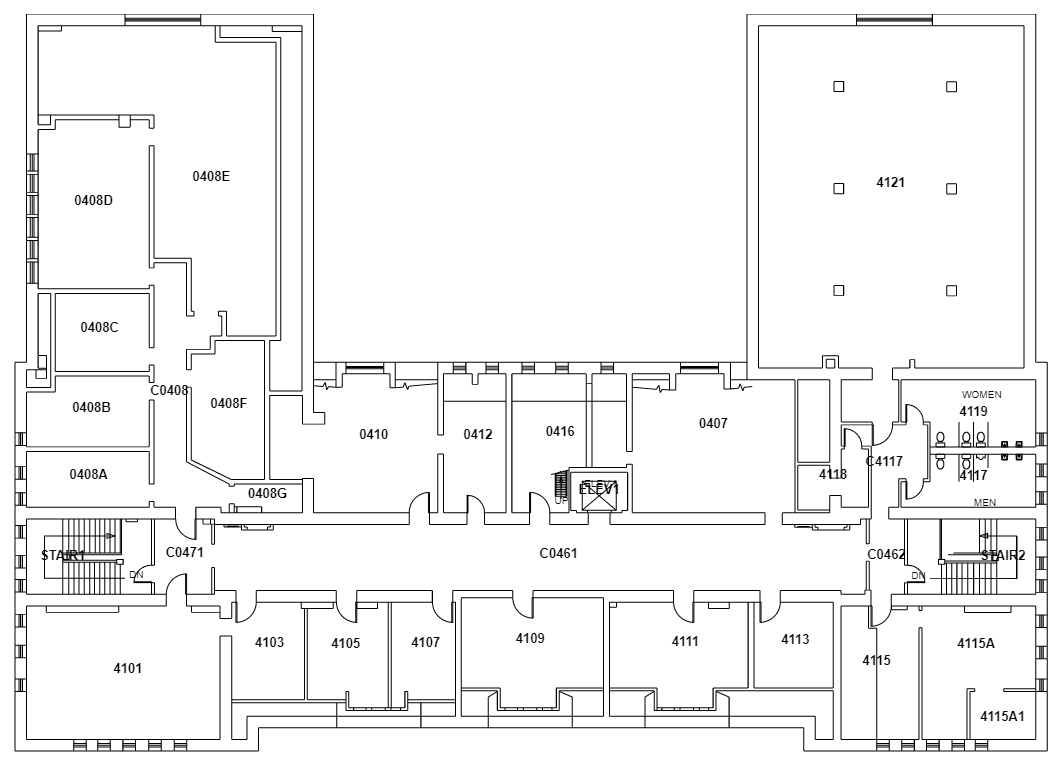 0408E
4121
0408D
0408C
C0408
0408B
0408F
WOMEN
4119
0407
0410
0412
0416
C4117
0408A
4118
4117
0408G
ELEV
ELEV1
UP
MEN
STAIR1
C0471
C0461
C0462
STAIR2
DN
DN
4103
4105
4107
4109
4111
4113
4115
4115A
4101
4115A1